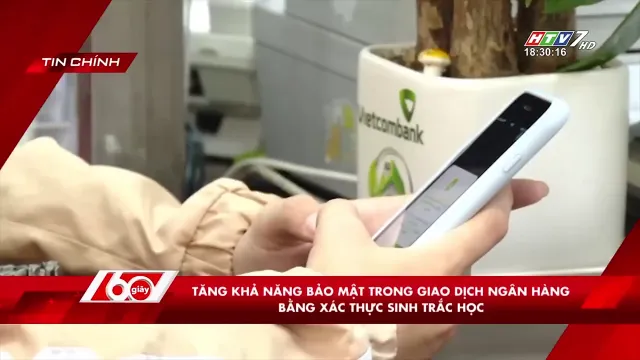 TIN CHÍNH
HTV7 HD
18:30:16
Vietcombank
60 giây
TĂNG KHẢ NĂNG BẢO MẬT TRONG GIAO DỊCH NGÂN HÀNG
BẰNG XÁC THỰC SINH TRẮC HỌC